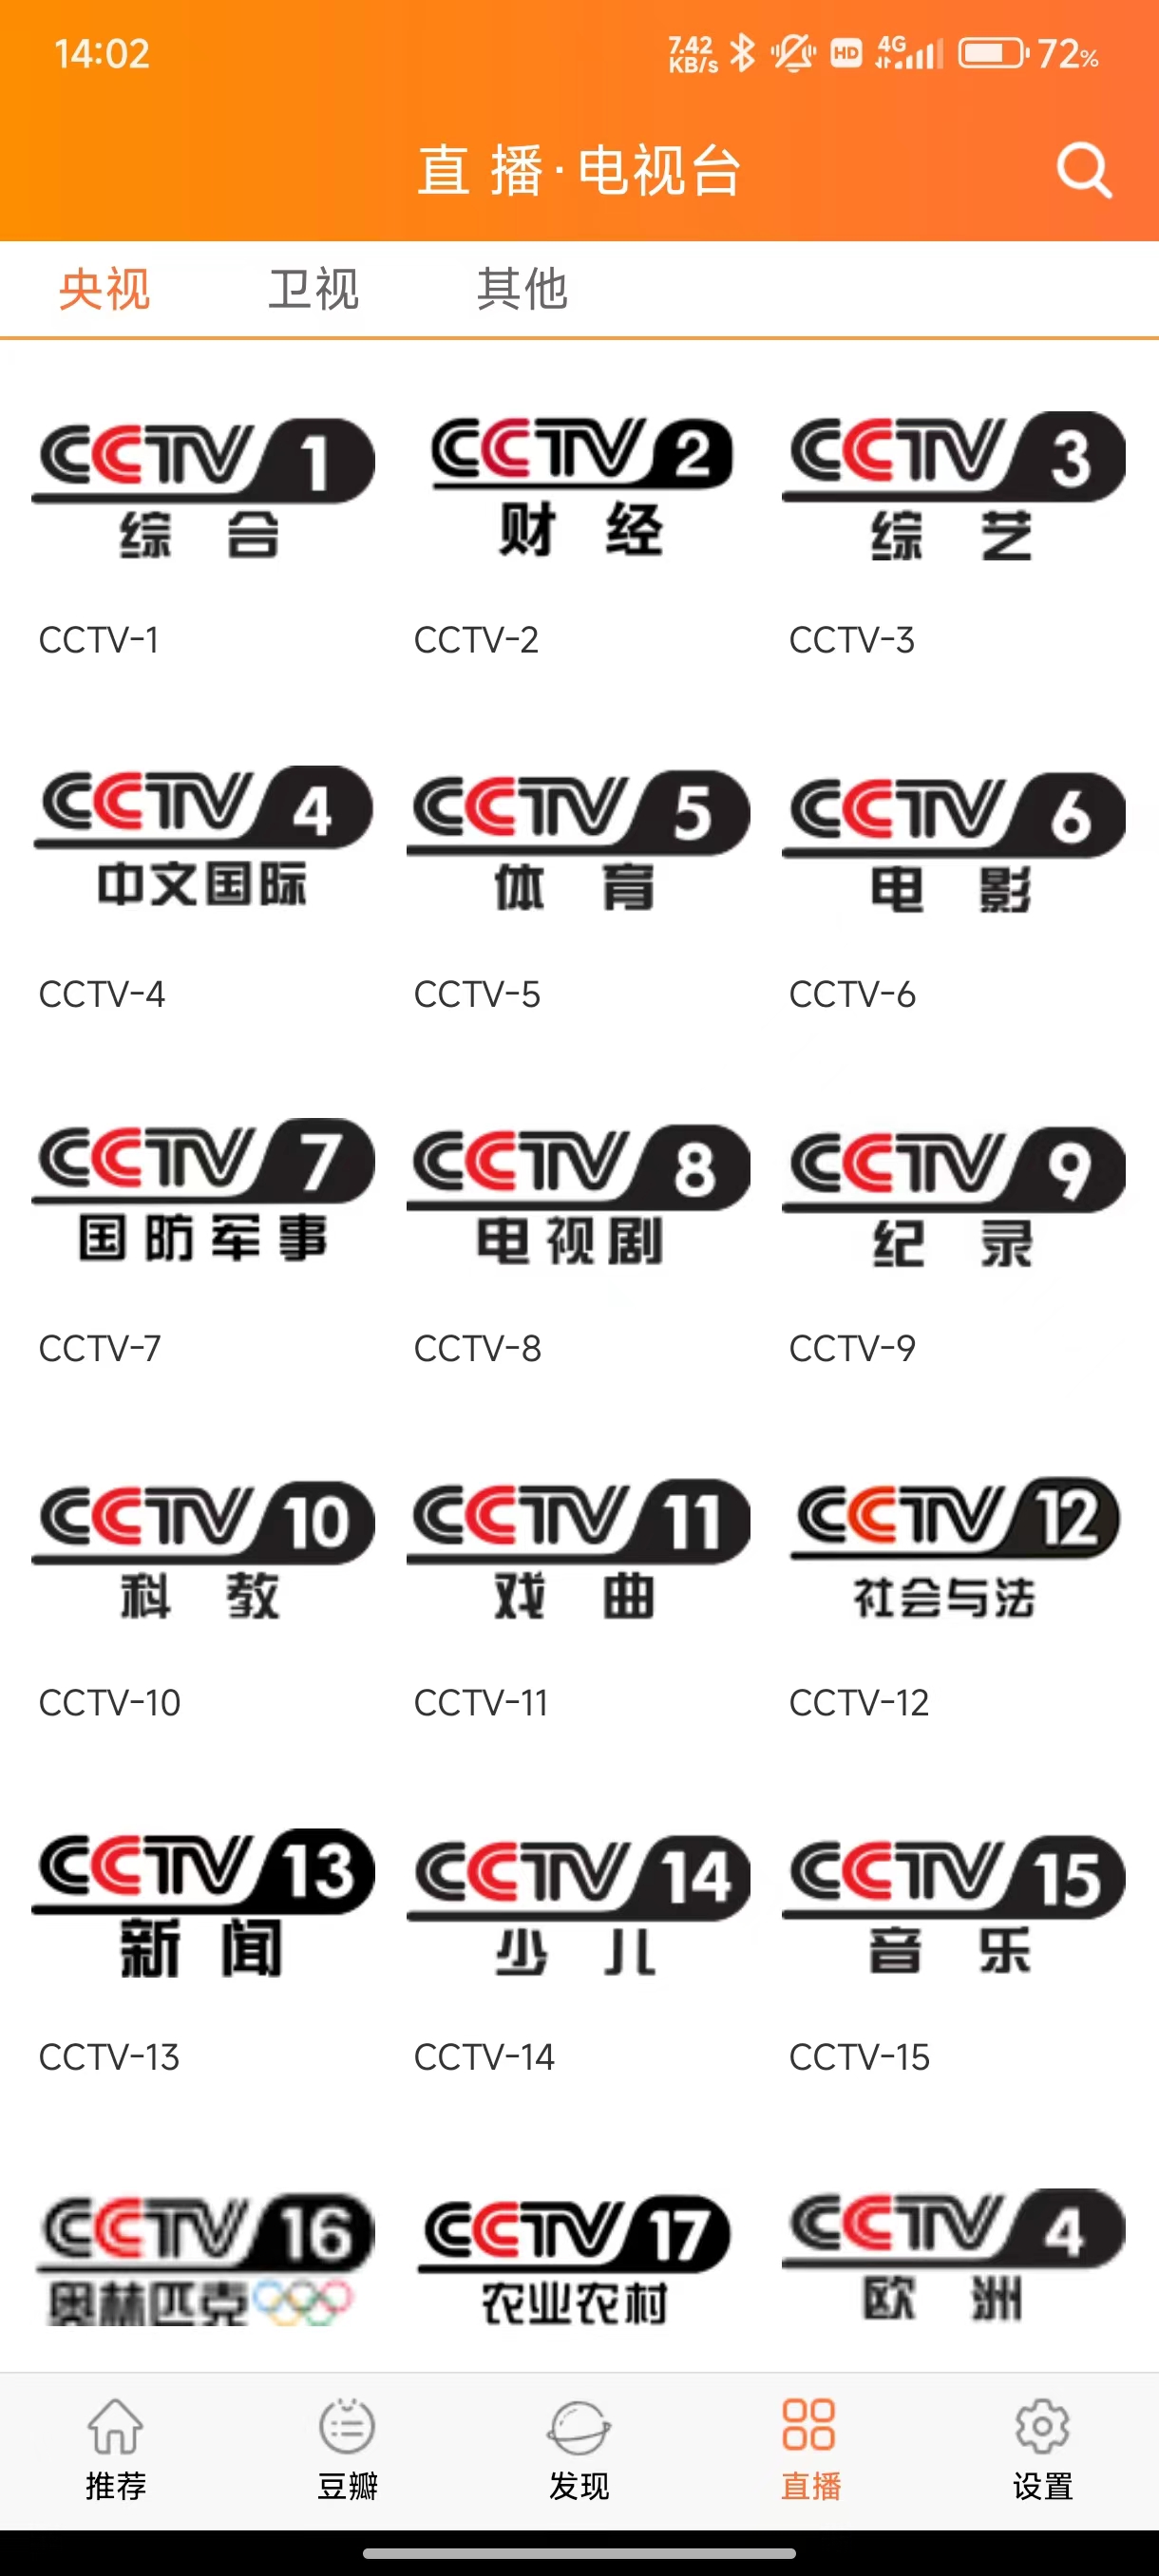 14:02 7.42 KB/s HD 4G 72%
直 播·电视台
央视 卫视 其他
CCTV 1 CCTV 2 CCTV 3
综 合 财 经 综 艺
CCTV-1 CCTV-2 CCTV-3
CCTV 4 CCTV 5 CCTV 6
中文国际 体 育 电 影
CCTV-4 CCTV-5 CCTV-6
CCTV 7 CCTV 8 CCTV 9
国防军事 电视剧 纪 录
CCTV-7 CCTV-8 CCTV-9
CCTV 10 CCTV 11 CCTV 12
科 教 戏 曲 社会与法
CCTV-10 CCTV-11 CCTV-12
CCTV 13 CCTV 14 CCTV 15
新 闻 少 儿 音 乐
CCTV-13 CCTV-14 CCTV-15
CCTV 16 CCTV 17 CCTV 4
奥林匹克 农业农村 欧 洲
推荐 豆瓣 发现 直播 设置